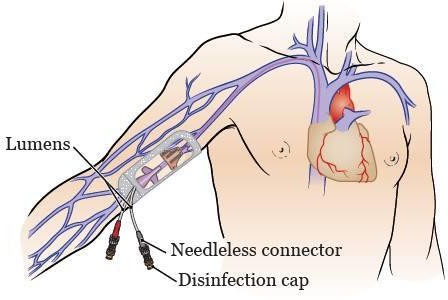 Lumens
Needleless connector
Disinfection cap